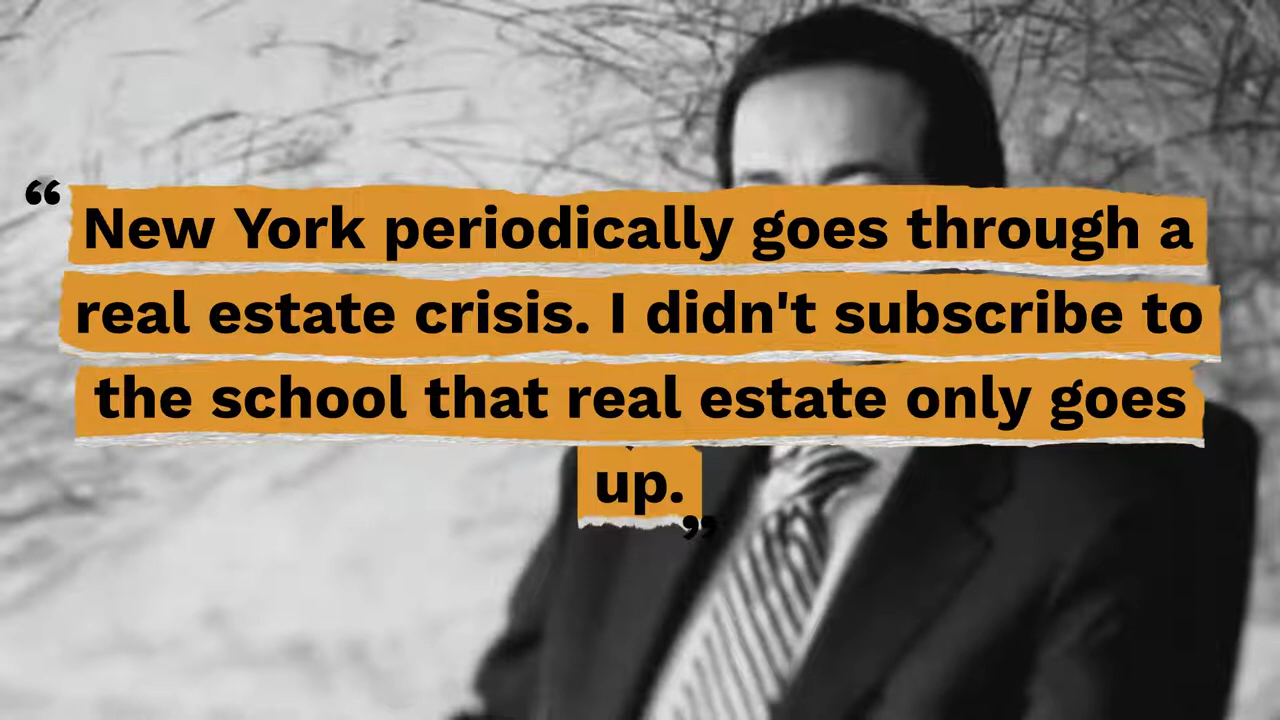 “New York periodically goes through a
real estate crisis. I didn't subscribe to
the school that real estate only goes
up.”